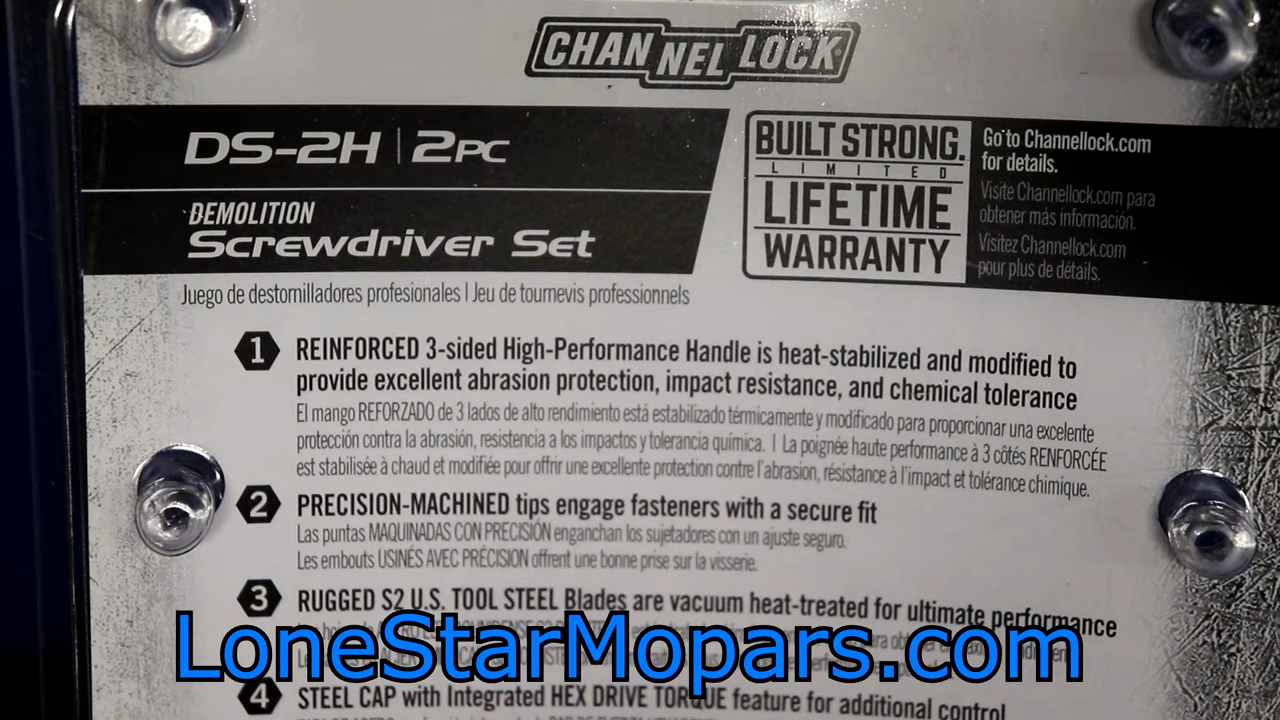 CHANNELLOCK
DS-2H | 2PC
DEMOLITION
Screwdriver Set
BUILT STRONG.
LIMITED
LIFETIME
WARRANTY
Go to Channellock.com
for details.
Visite Channellock.com para
obtener más información.
Visitez Channellock.com
pour plus de détails.
Juego de destornilladores profesionales | Jeu de tournevis professionnels
1 REINFORCED 3-sided High-Performance Handle is heat-stabilized and modified to
provide excellent abrasion protection, impact resistance, and chemical tolerance
El mango REFORZADO de 3 lados de alto rendimiento está estabilizado térmicamente y modificado para proporcionar una excelente
protección contra la abrasión, resistencia a los impactos y tolerancia química. | La poignée haute performance à 3 côtés RENFORCÉE
est stabilisée à chaud et modifiée pour offrir une excellente protection contre l'abrasion, résistance à l'impact et tolérance chimique.
2 PRECISION-MACHINED tips engage fasteners with a secure fit
Las puntas MAQUINADAS CON PRECISIÓN enganchan los sujetadores con un ajuste seguro.
Les embouts USINÉS AVEC PRÉCISION offrent une bonne prise sur la visserie.
3 RUGGED S2 U.S. TOOL STEEL Blades are vacuum heat-treated for ultimate performance
LoneStarMopars.com
4 STEEL CAP with Integrated HEX DRIVE TORQUE feature for additional control